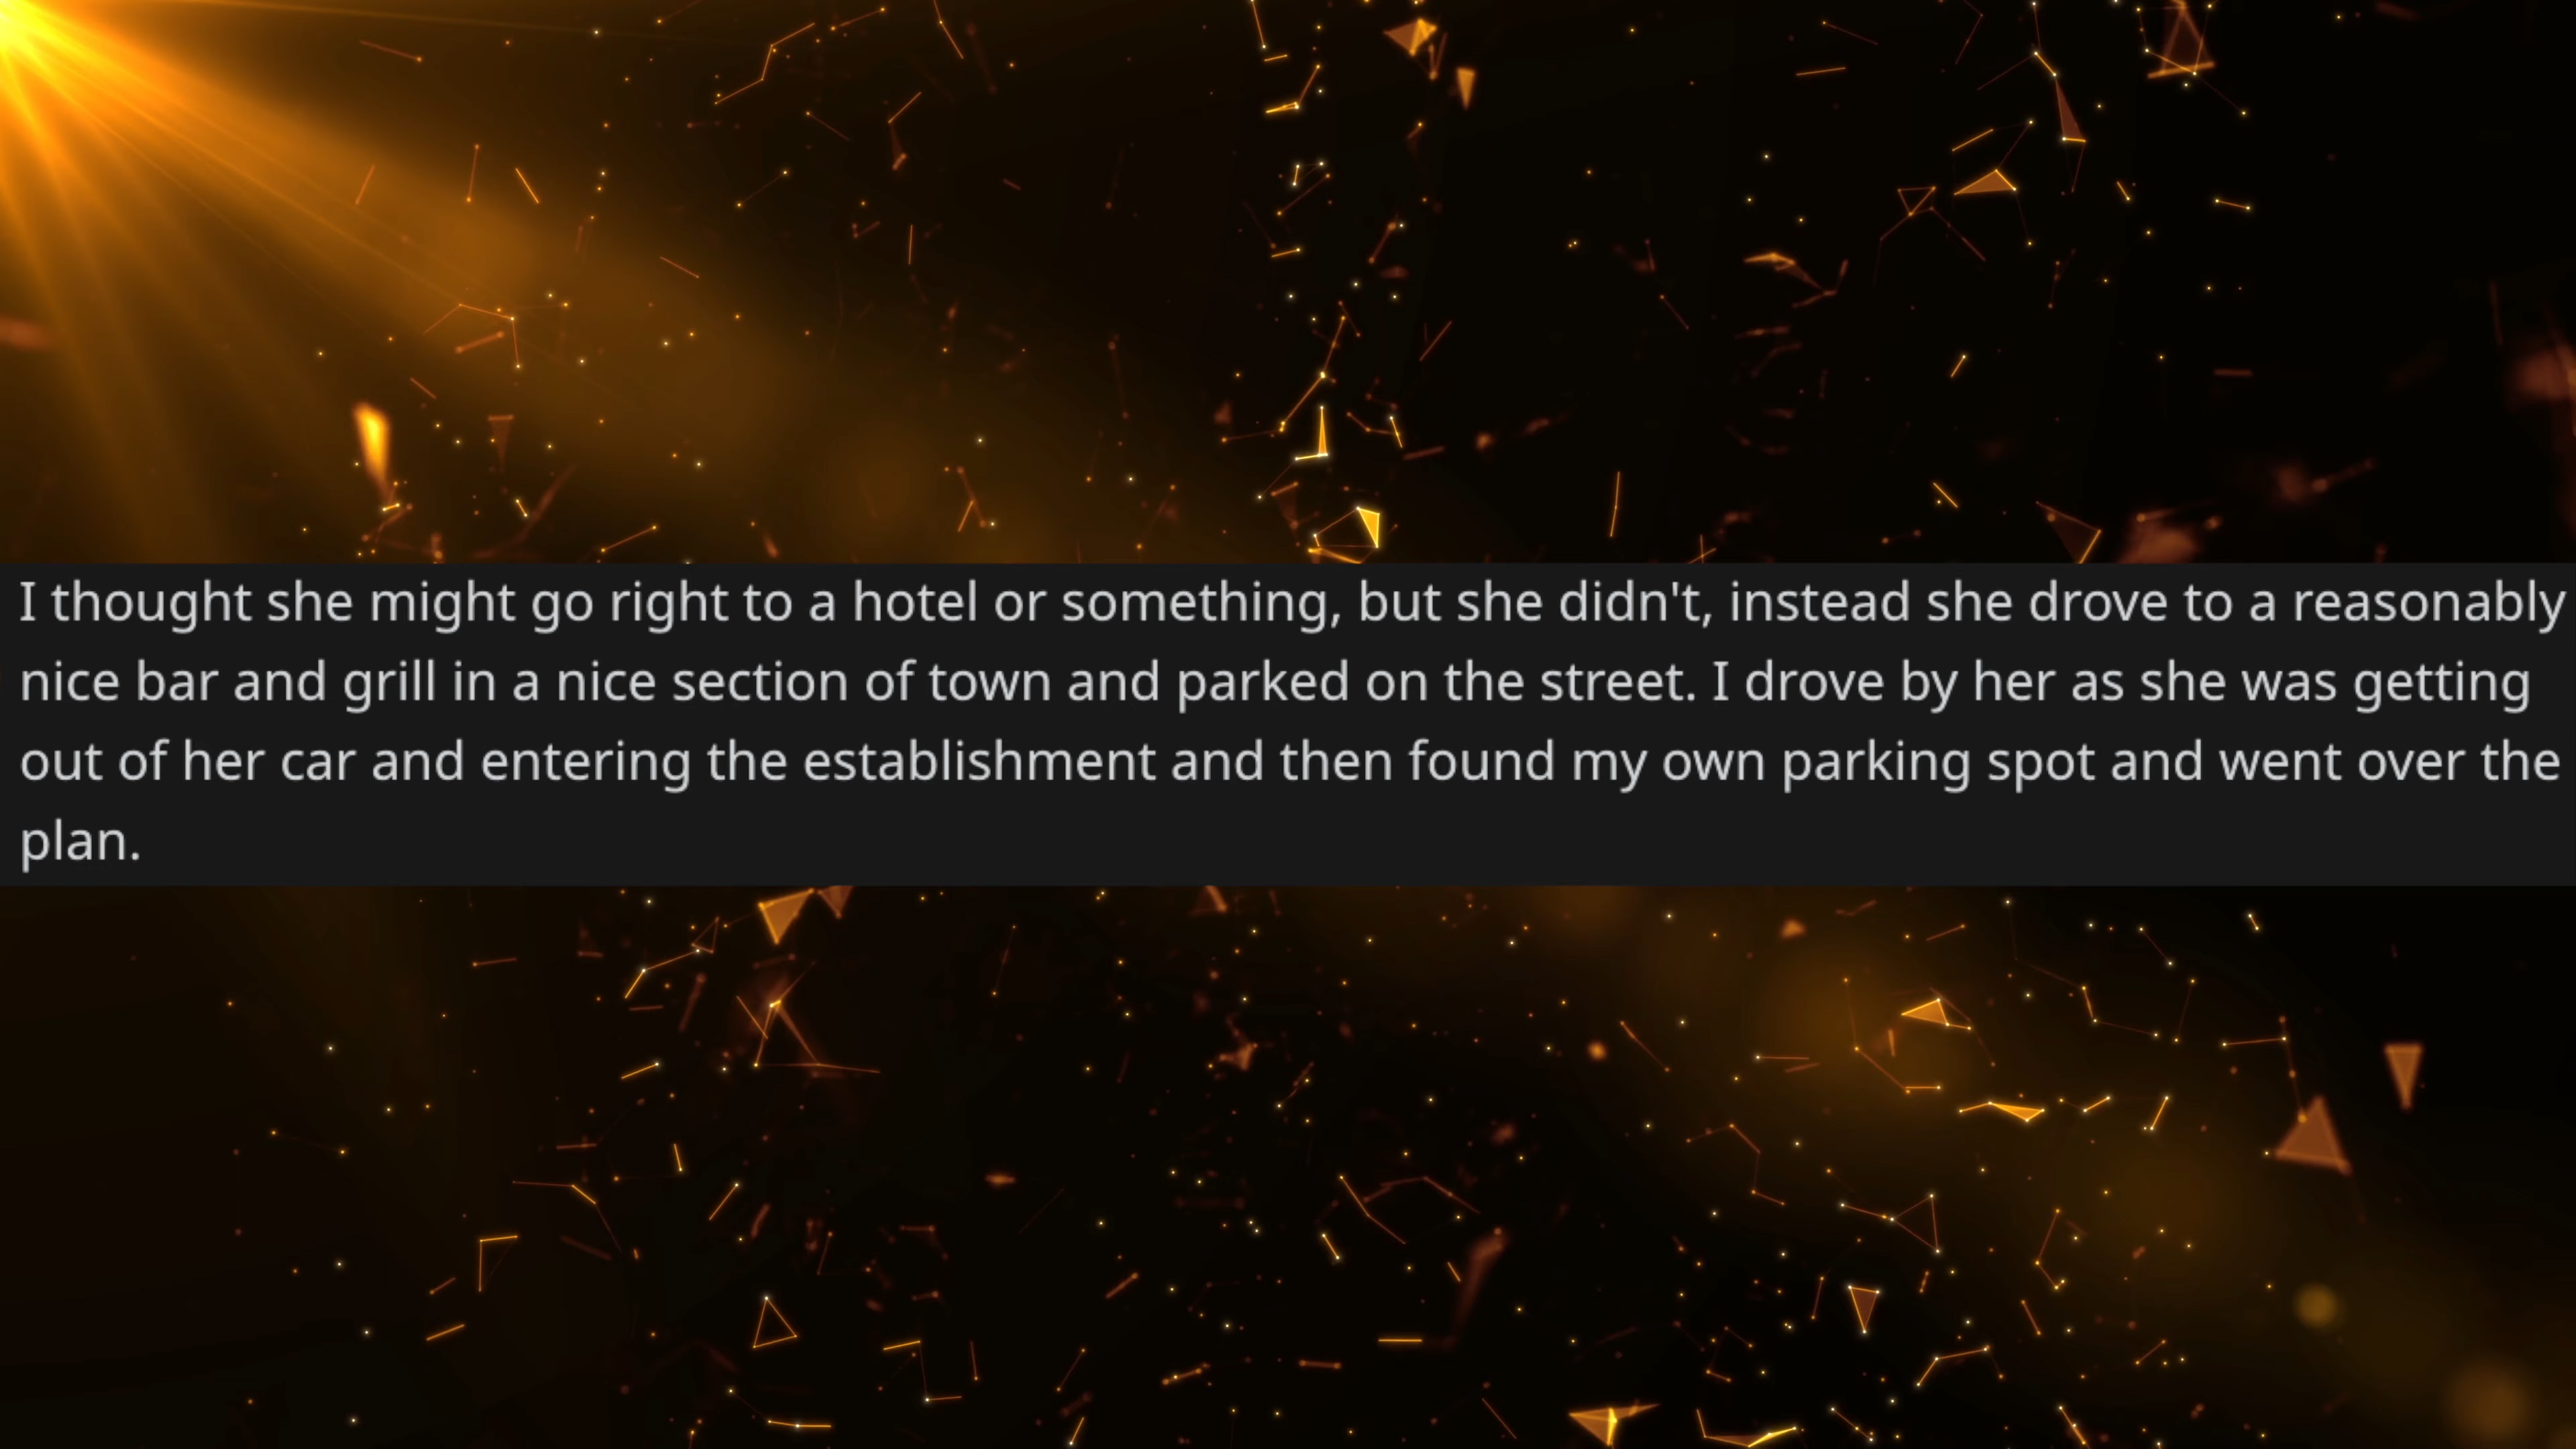 I thought she might go right to a hotel or something, but she didn't, instead she drove to a reasonably
nice bar and grill in a nice section of town and parked on the street. I drove by her as she was getting
out of her car and entering the establishment and then found my own parking spot and went over the
plan.